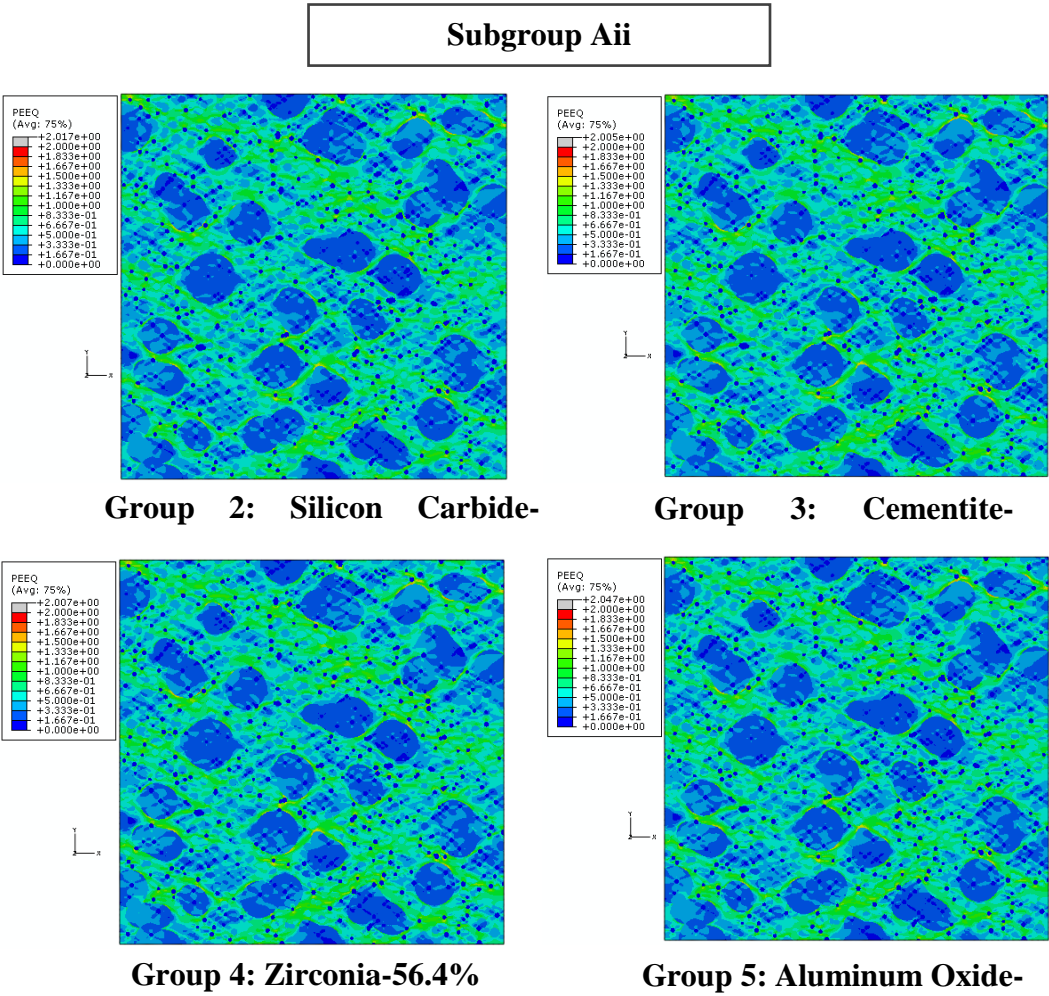 Subgroup Aii
PEEQ
(Avg: 75%)
+2.017e+00
+2.000e+00
+1.833e+00
+1.667e+00
+1.500e+00
+1.333e+00
+1.167e+00
+1.000e+00
+8.333e-01
+6.667e-01
+5.000e-01
+3.333e-01
+1.667e-01
+0.000e+00
Y
Z X
Group 2: Silicon Carbide-
PEEQ
(Avg: 75%)
+2.005e+00
+2.000e+00
+1.833e+00
+1.667e+00
+1.500e+00
+1.333e+00
+1.167e+00
+1.000e+00
+8.333e-01
+6.667e-01
+5.000e-01
+3.333e-01
+1.667e-01
+0.000e+00
Y
Z X
Group 3: Cementite-
PEEQ
(Avg: 75%)
+2.007e+00
+2.000e+00
+1.833e+00
+1.667e+00
+1.500e+00
+1.333e+00
+1.167e+00
+1.000e+00
+8.333e-01
+6.667e-01
+5.000e-01
+3.333e-01
+1.667e-01
+0.000e+00
Y
Z X
Group 4: Zirconia-56.4%
PEEQ
(Avg: 75%)
+2.047e+00
+2.000e+00
+1.833e+00
+1.667e+00
+1.500e+00
+1.333e+00
+1.167e+00
+1.000e+00
+8.333e-01
+6.667e-01
+5.000e-01
+3.333e-01
+1.667e-01
+0.000e+00
Y
Z X
Group 5: Aluminum Oxide-